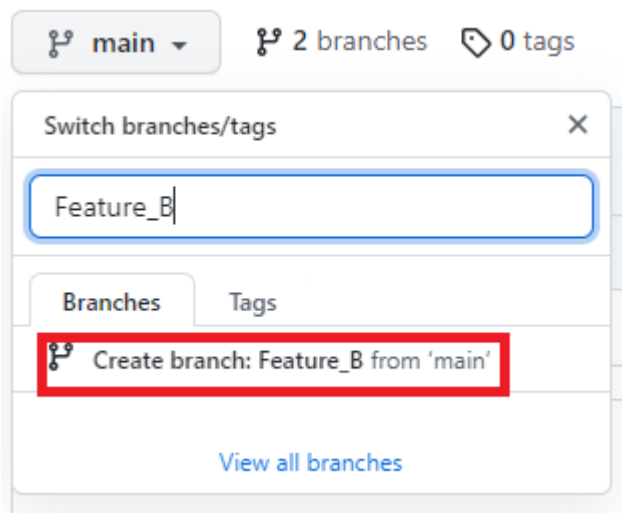 main 2 branches 0 tags
Switch branches/tags
Feature_B
Branches Tags
Create branch: Feature_B from ‘main’
View all branches